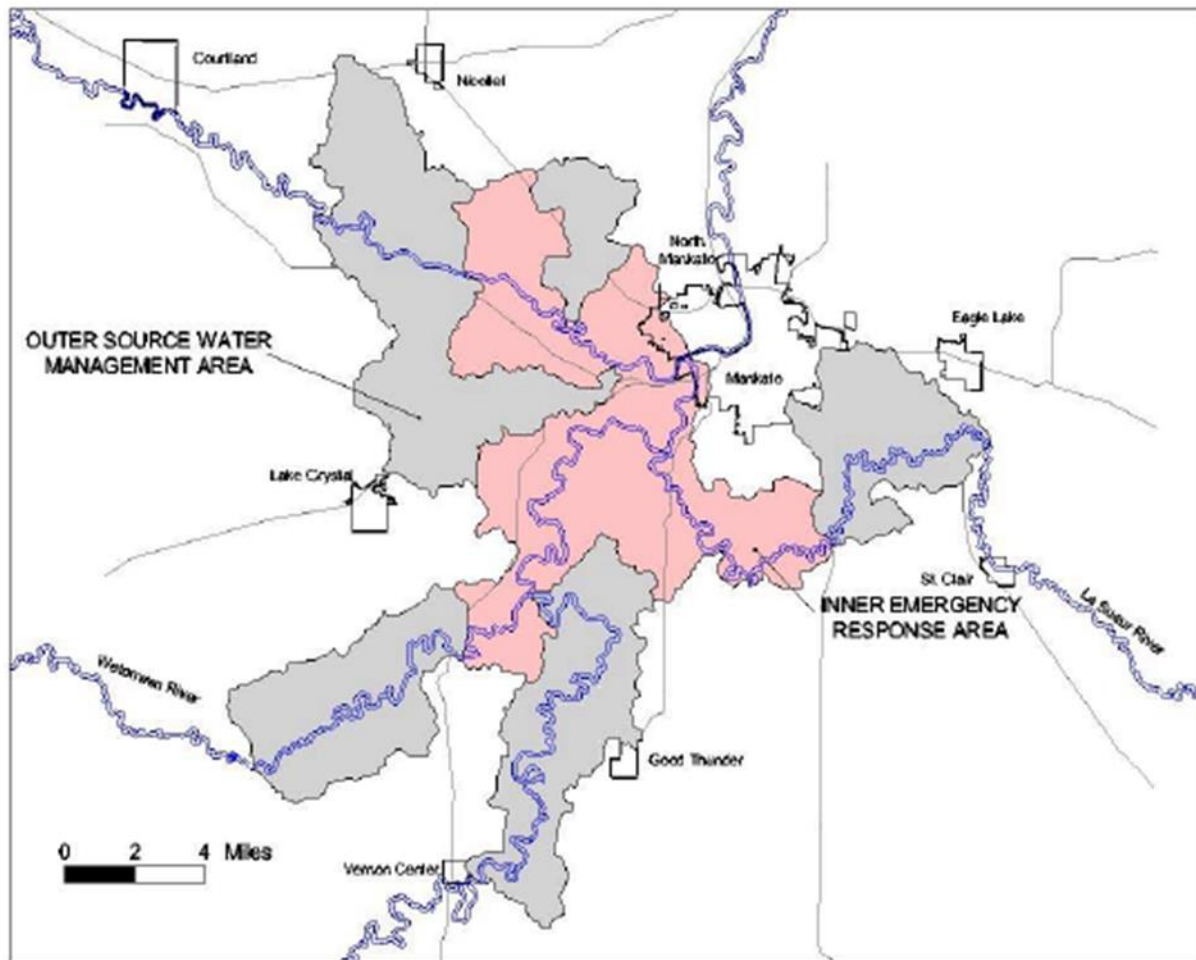 Courtland
Nicollet
North
Mankato
Eagle Lake
OUTER SOURCE WATER
MANAGEMENT AREA
Mankato
Lake Crystal
St. Clair
INNER EMERGENCY
RESPONSE AREA
Le Sueur River
Watonwan River
Good Thunder
0 2 4 Miles
Vernon Center